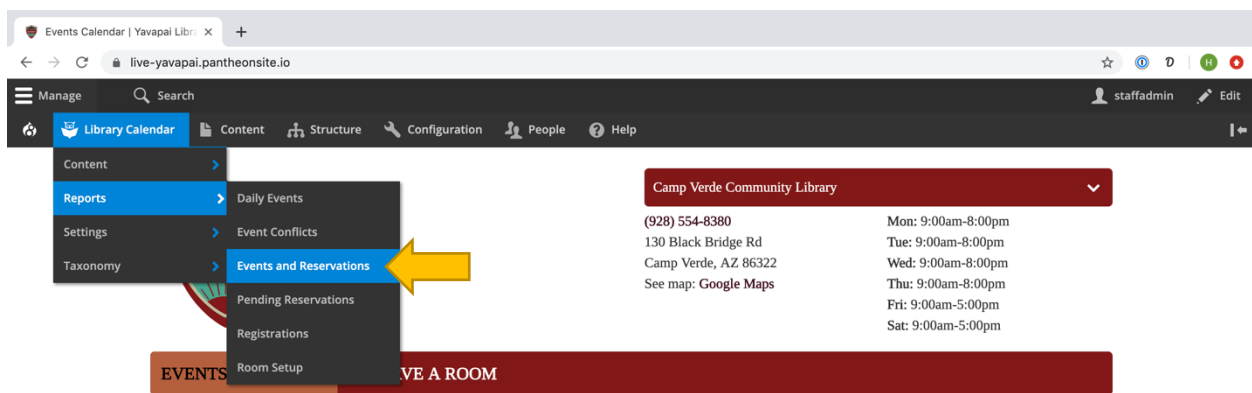 Events Calendar | Yavapai Libra
live-yavapai.pantheonsite.io
H
Manage
Search
staffadmin
Edit
Library Calendar
Content
Structure
Configuration
People
Help
Content
Reports
Settings
Taxonomy
Daily Events
Event Conflicts
Events and Reservations
Pending Reservations
Registrations
Room Setup
Camp Verde Community Library
(928) 554-8380
130 Black Bridge Rd
Camp Verde, AZ 86322
See map: Google Maps
Mon: 9:00am-8:00pm
Tue: 9:00am-8:00pm
Wed: 9:00am-8:00pm
Thu: 9:00am-8:00pm
Fri: 9:00am-5:00pm
Sat: 9:00am-5:00pm
EVENTS
VE A ROOM